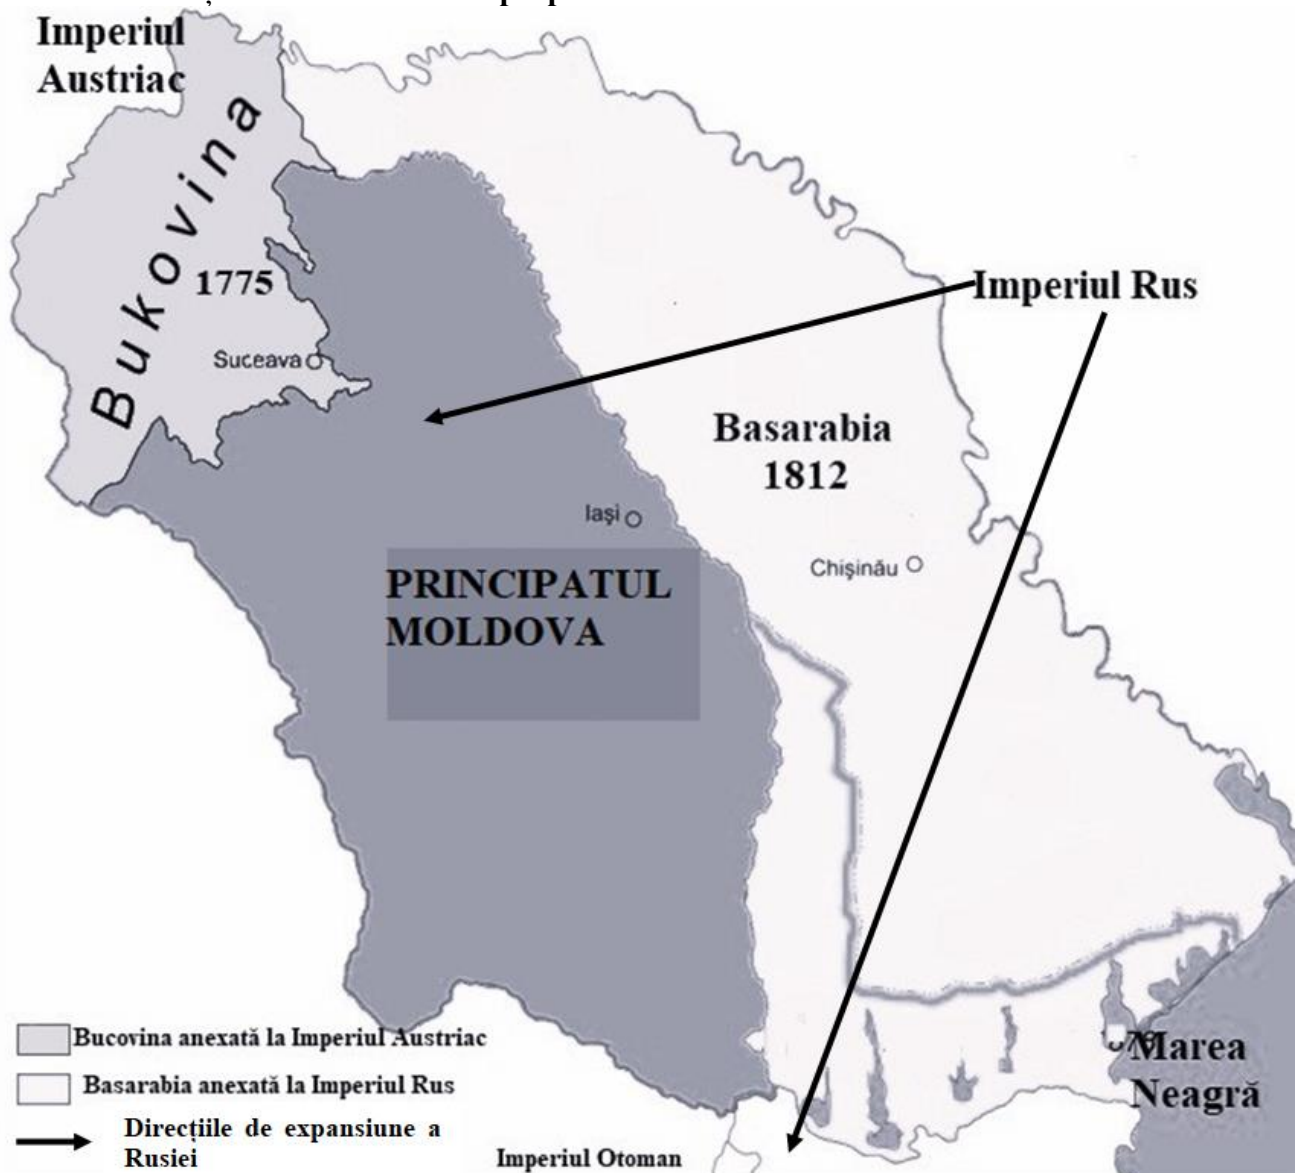 Imperiul
Austriac
Bukovina
1775
Suceava
Imperiul Rus
Basarabia
1812
Iaşi
Chişinău
PRINCIPATUL
MOLDOVA
Marea
Neagră
Bucovina anexată la Imperiul Austriac
Basarabia anexată la Imperiul Rus
Direcțiile de expansiune a
Rusiei
Imperiul Otoman